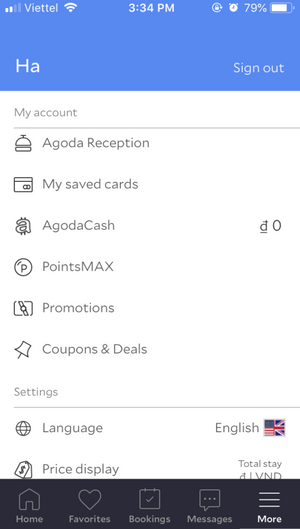 Viettel 3:34 PM 79%
Ha Sign out
My account
Agoda Reception
My saved cards
AgodaCash đ 0
PointsMAX
Promotions
Coupons & Deals
Settings
Language English
Price display Total stay
đ | VND
Home Favorites Bookings Messages More